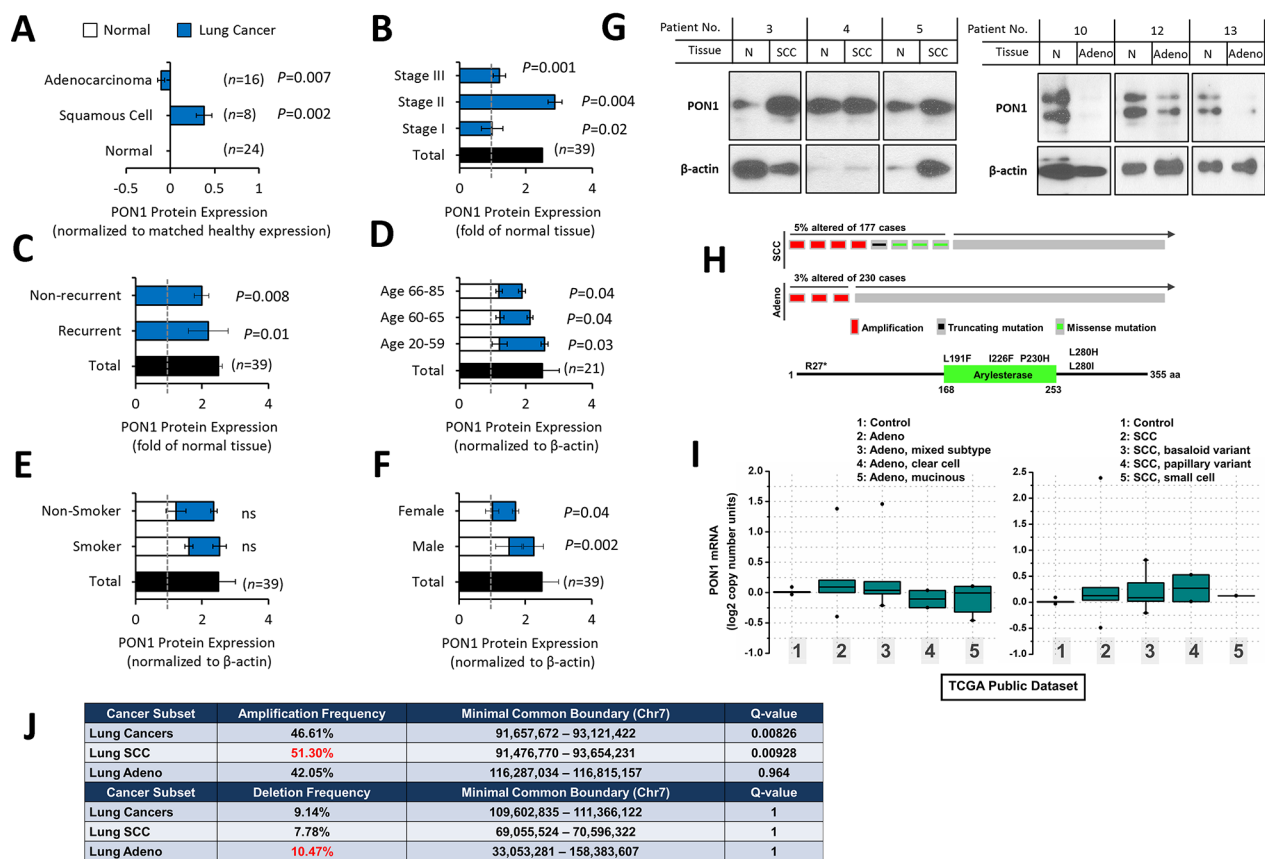 A
Normal
Lung Cancer
Adenocarcinoma
(n=16)
P=0.007
Squamous Cell
(n=8)
P=0.002
Normal
(n=24)
-0.5
0
0.5
1
PON1 Protein Expression
(normalized to matched healthy expression)
B
Stage III
P=0.001
Stage II
P=0.004
Stage I
P=0.02
Total
(n=39)
0
2
4
PON1 Protein Expression
(fold of normal tissue)
C
Non-recurrent
P=0.008
Recurrent
P=0.01
Total
(n=39)
0
2
4
PON1 Protein Expression
(fold of normal tissue)
D
Age 66-85
P=0.04
Age 60-65
P=0.04
Age 20-59
P=0.03
Total
(n=21)
0
2
4
PON1 Protein Expression
(normalized to β-actin)
E
Non-Smoker
ns
Smoker
ns
Total
(n=39)
0
2
4
PON1 Protein Expression
(normalized to β-actin)
F
Female
P=0.04
Male
P=0.002
Total
(n=39)
0
2
4
PON1 Protein Expression
(normalized to β-actin)
G
Patient No. 3 4 5
Tissue N SCC N SCC N SCC
PON1
β-actin
Patient No. 10 12 13
Tissue N Adeno N Adeno N Adeno
PON1
β-actin
H
SCC
5% altered of 177 cases
Adeno
3% altered of 230 cases
Amplification
Truncating mutation
Missense mutation
R27*
L191F I226F P230H
L280H
L280I
1
Arylesterase
355 aa
168 253
I
1: Control
2: Adeno
3: Adeno, mixed subtype
4: Adeno, clear cell
5: Adeno, mucinous
1: Control
2: SCC
3: SCC, basaloid variant
4: SCC, papillary variant
5: SCC, small cell
PON1 mRNA
(log2 copy number units)
2.0
1.5
1.0
0.5
0.0
-0.5
-1.0
1 2 3 4 5
2.5
2.0
1.5
1.0
0.5
0.0
-0.5
-1.0
1 2 3 4 5
TCGA Public Dataset
J
Cancer Subset Amplification Frequency Minimal Common Boundary (Chr7) Q-value
Lung Cancers 46.61% 91,657,672 – 93,121,422 0.00826
Lung SCC 51.30% 91,476,770 – 93,654,231 0.00928
Lung Adeno 42.05% 116,287,034 – 116,815,157 0.964
Cancer Subset Deletion Frequency Minimal Common Boundary (Chr7) Q-value
Lung Cancers 9.14% 109,602,835 – 111,366,122 1
Lung SCC 7.78% 69,055,524 – 70,596,322 1
Lung Adeno 10.47% 33,053,281 – 158,383,607 1